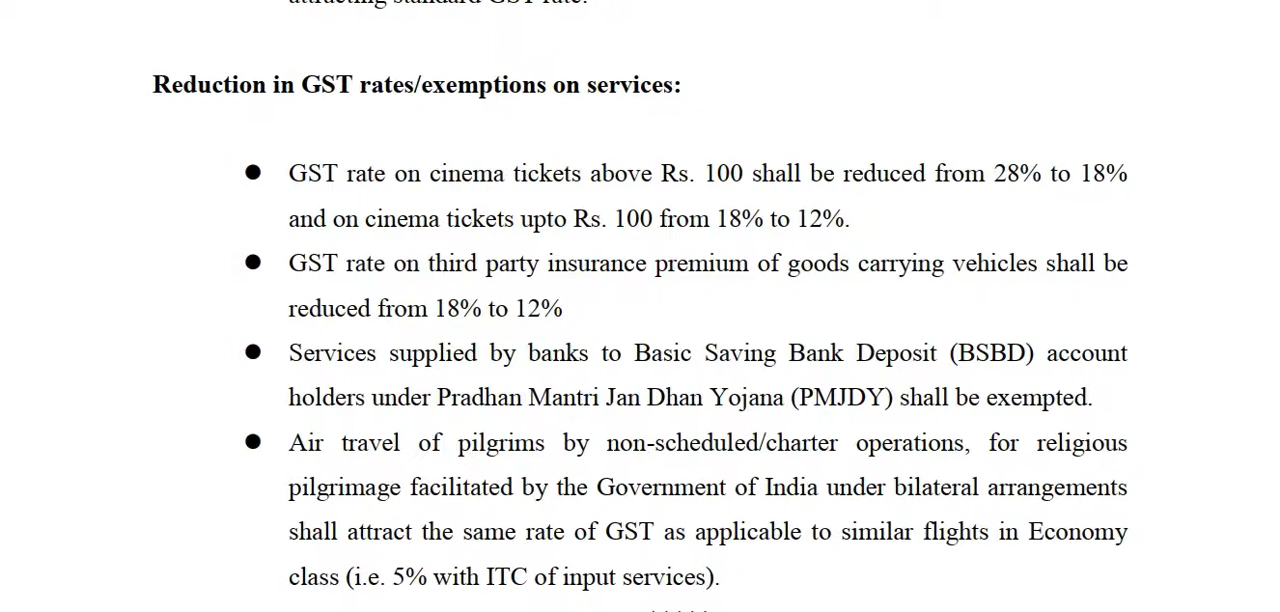 attracting standard GST rate.
Reduction in GST rates/exemptions on services:
● GST rate on cinema tickets above Rs. 100 shall be reduced from 28% to 18%
and on cinema tickets upto Rs. 100 from 18% to 12%.
● GST rate on third party insurance premium of goods carrying vehicles shall be
reduced from 18% to 12%
● Services supplied by banks to Basic Saving Bank Deposit (BSBD) account
holders under Pradhan Mantri Jan Dhan Yojana (PMJDY) shall be exempted.
● Air travel of pilgrims by non-scheduled/charter operations, for religious
pilgrimage facilitated by the Government of India under bilateral arrangements
shall attract the same rate of GST as applicable to similar flights in Economy
class (i.e. 5% with ITC of input services).